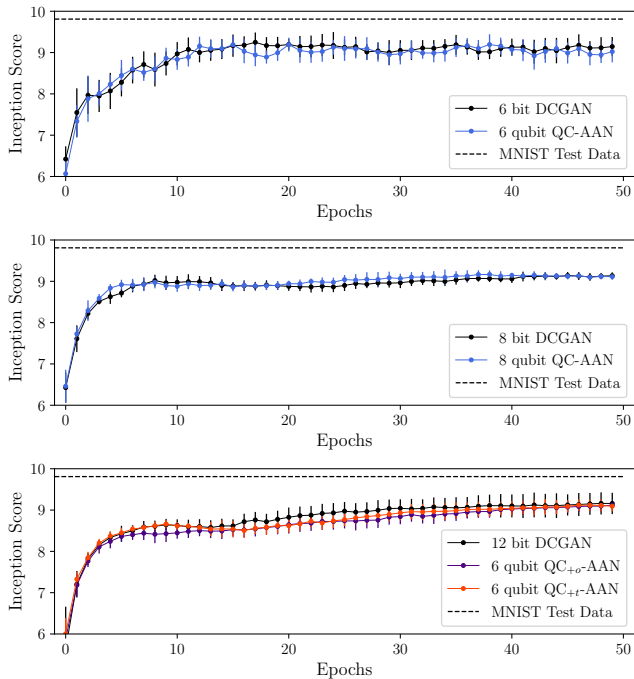 10
9
8
7
6
Inception Score
6 bit DCGAN
6 qubit QC-AAN
MNIST Test Data
0
10
20
30
40
50
Epochs
10
9
8
7
6
Inception Score
8 bit DCGAN
8 qubit QC-AAN
MNIST Test Data
0
10
20
30
40
50
Epochs
10
9
8
7
6
Inception Score
12 bit DCGAN
6 qubit QC+o-AAN
6 qubit QC+t-AAN
MNIST Test Data
0
10
20
30
40
50
Epochs